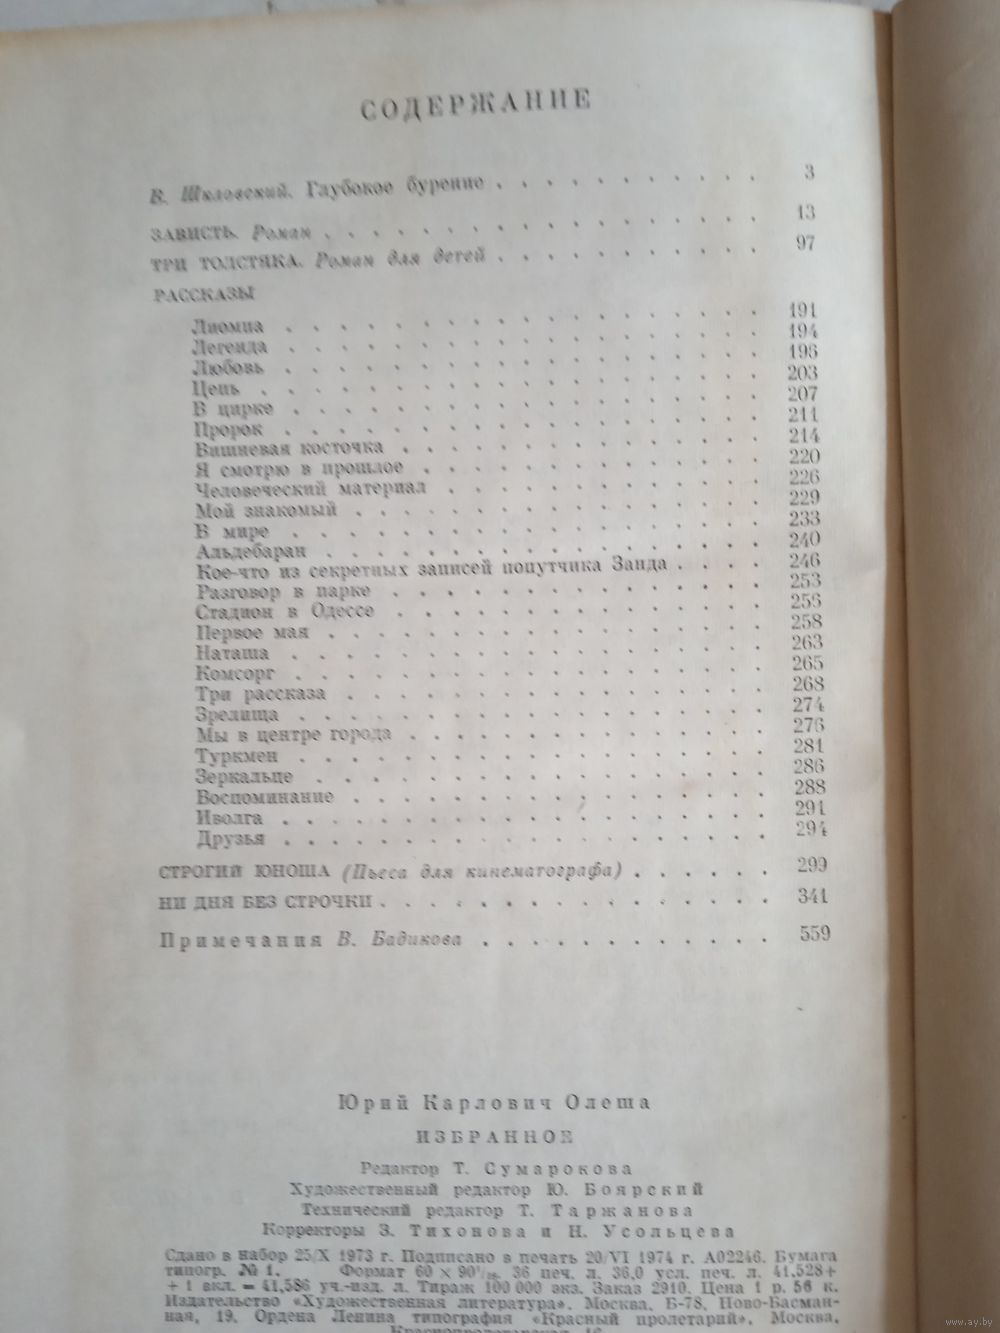 СОДЕРЖАНИЕ
В. Шкловский. Глубокое бурение . . . . . . . . . . . 3
ЗАВИСТЬ. Роман . . . . . . . . . . . . . . . . . 13
ТРИ ТОЛСТЯКА. Роман для детей . . . . . . . . . . . 97
РАССКАЗЫ
Лиомпа . . . . . . . . . . . . . . . . . . . 191
Легенда . . . . . . . . . . . . . . . . . . . 194
Любовь . . . . . . . . . . . . . . . . . . . 196
Цепь . . . . . . . . . . . . . . . . . . . . 203
В цирке . . . . . . . . . . . . . . . . . . . 207
Пророк . . . . . . . . . . . . . . . . . . . 211
Вишневая косточка . . . . . . . . . . . . . . 214
Я смотрю в прошлое . . . . . . . . . . . . . . 220
Человеческий материал . . . . . . . . . . . . . 226
Мой знакомый . . . . . . . . . . . . . . . . 229
В мире . . . . . . . . . . . . . . . . . . . 233
Альдебаран . . . . . . . . . . . . . . . . . 240
Кое-что из секретных записей попутчика Занда . . . . 246
Разговор в парке . . . . . . . . . . . . . . . 253
Стадион в Одессе . . . . . . . . . . . . . . . 256
Первое мая . . . . . . . . . . . . . . . . . 258
Наташа . . . . . . . . . . . . . . . . . . . 263
Комсорг . . . . . . . . . . . . . . . . . . . 265
Три рассказа . . . . . . . . . . . . . . . . . 268
Зрелища . . . . . . . . . . . . . . . . . . . 274
Мы в центре города . . . . . . . . . . . . . . 276
Туркмен . . . . . . . . . . . . . . . . . . . 281
Зеркальце . . . . . . . . . . . . . . . . . . 286
Воспоминание . . . . . . . . . . . . . . . . 288
Иволга . . . . . . . . . . . . . . . . . . . 291
Друзья . . . . . . . . . . . . . . . . . . . 294
СТРОГИЙ ЮНОША (Пьеса для кинематографа) . . . . . . 299
НИ ДНЯ БЕЗ СТРОЧКИ . . . . . . . . . . . . . . . 341
Примечания В. Бадикова . . . . . . . . . . . . 559
Юрий Карлович Олеша
ИЗБРАННОЕ
Редактор Т. Сумарокова
Художественный редактор Ю. Боярский
Технический редактор Т. Таржанова
Корректоры З. Тихонова и Н. Усольцева
Сдано в набор 25/X 1973 г. Подписано в печать 20/VI 1974 г. А02246. Бумага
типогр. № 1. Формат 60 × 90 1/16. 36 печ. л. 36,0 усл. печ. л. 41,528+
+ 1 вкл. = 41,586 уч.-изд. л. Тираж 100 000 экз. Заказ 2910. Цена 1 р. 56 к.
Издательство «Художественная литература». Москва, Б-78, Ново-Басман-
ная, 19. Ордена Ленина типография «Красный пролетарий». Москва,
Краснопролетарская, 16
www.ay.by